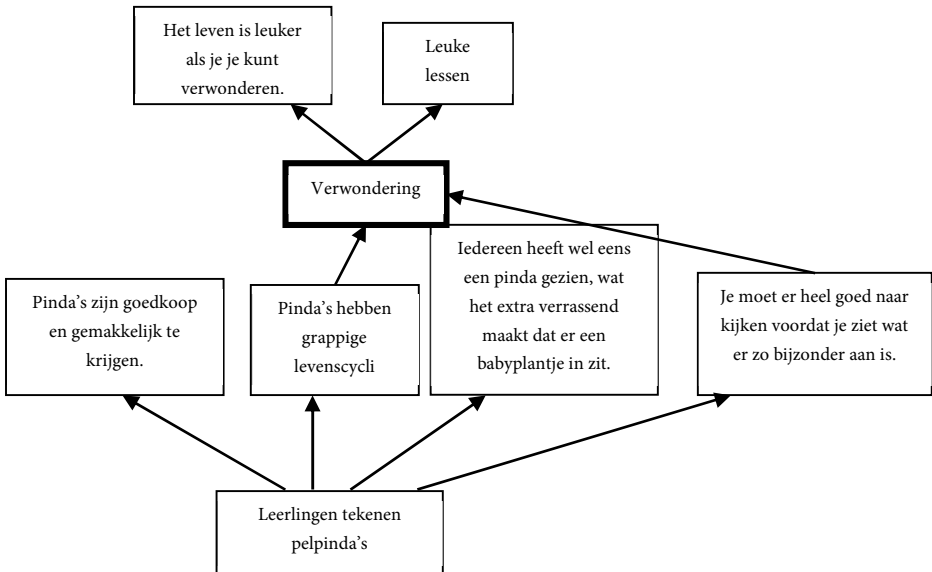 Het leven is leuker
als je je kunt
verwonderen.
Leuke
lessen
Verwondering
Pinda's zijn goedkoop
en gemakkelijk te
krijgen.
Pinda's hebben
grappige
levenscycli
Iedereen heeft wel eens
een pinda gezien, wat
het extra verrassend
maakt dat er een
babyplantje in zit.
Je moet er heel goed naar
kijken voordat je ziet wat
er zo bijzonder aan is.
Leerlingen tekenen
pelpinda's